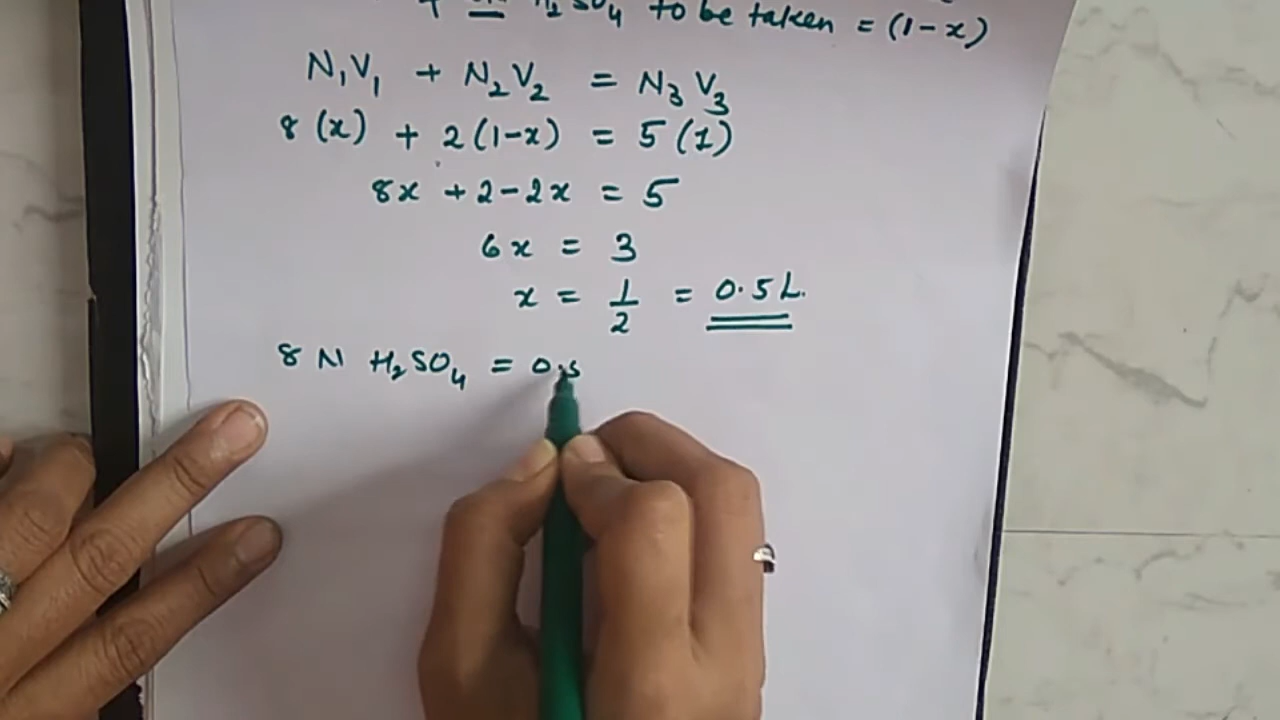 H₂SO₄ to be taken = (1-x)
N₁V₁ + N₂V₂ = N₃V₃
8(x) + 2(1-x) = 5(1)
8x + 2 - 2x = 5
6x = 3
x = 1/2 = 0.5L.
8 N H₂SO₄ = 0.5